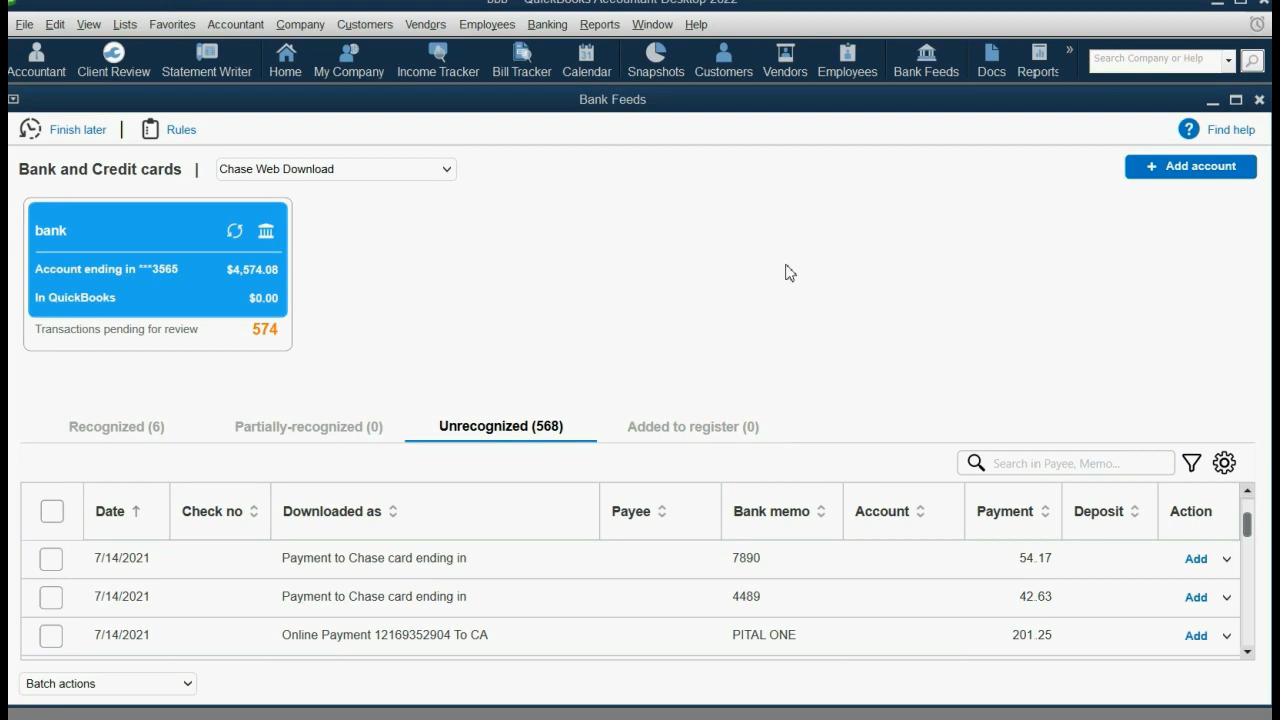 bbb - QuickBooks Accountant Desktop 2022
File Edit View Lists Favorites Accountant Company Customers Vendors Employees Banking Reports Window Help
Accountant Client Review Statement Writer Home My Company Income Tracker Bill Tracker Calendar Snapshots Customers Vendors Employees Bank Feeds Docs Reports » Search Company or Help
31
Bank Feeds
Finish later | Rules ? Find help
Bank and Credit cards | Chase Web Download + Add account
bank
Account ending in ***3565 $4,574.08
In QuickBooks $0.00
Transactions pending for review 574
Recognized (6) Partially-recognized (0) Unrecognized (568) Added to register (0)
Search in Payee, Memo...
Date Check no Downloaded as Payee Bank memo Account Payment Deposit Action
7/14/2021 Payment to Chase card ending in 7890 54.17 Add
7/14/2021 Payment to Chase card ending in 4489 42.63 Add
7/14/2021 Online Payment 12169352904 To CA PITAL ONE 201.25 Add
Batch actions